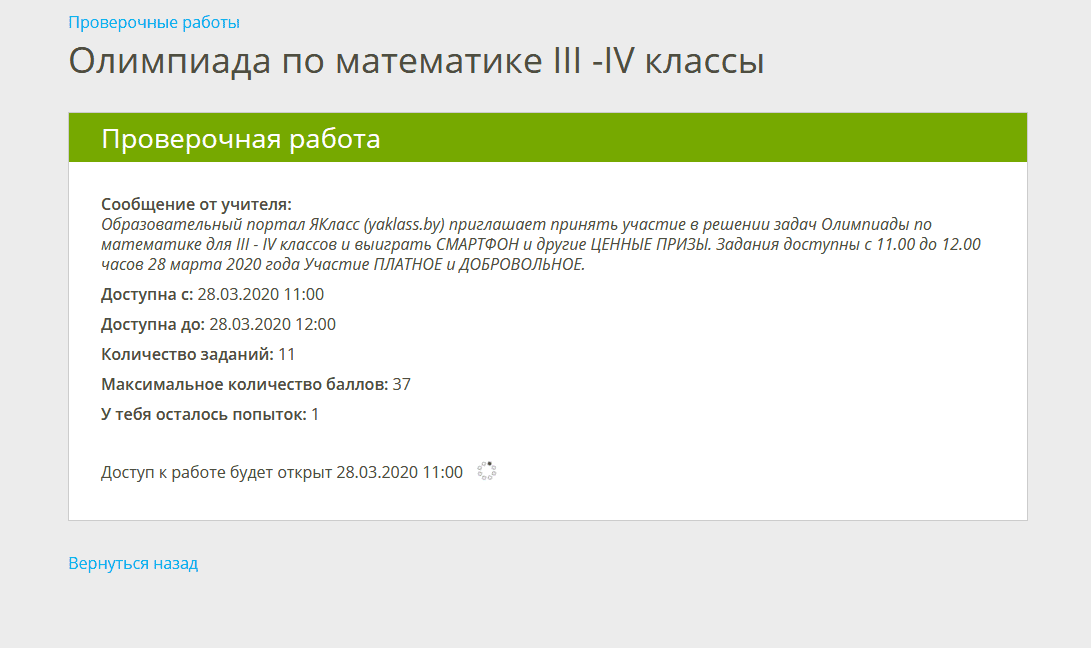 Проверочные работы
Олимпиада по математике III -IV классы
Проверочная работа
Сообщение от учителя:
Образовательный портал ЯКласс (yaklass.by) приглашает принять участие в решении задач Олимпиады по
математике для III - IV классов и выиграть СМАРТФОН и другие ЦЕННЫЕ ПРИЗЫ. Задания доступны с 11.00 до 12.00
часов 28 марта 2020 года Участие ПЛАТНОЕ и ДОБРОВОЛЬНОЕ.
Доступна с: 28.03.2020 11:00
Доступна до: 28.03.2020 12:00
Количество заданий: 11
Максимальное количество баллов: 37
У тебя осталось попыток: 1
Доступ к работе будет открыт 28.03.2020 11:00
Вернуться назад